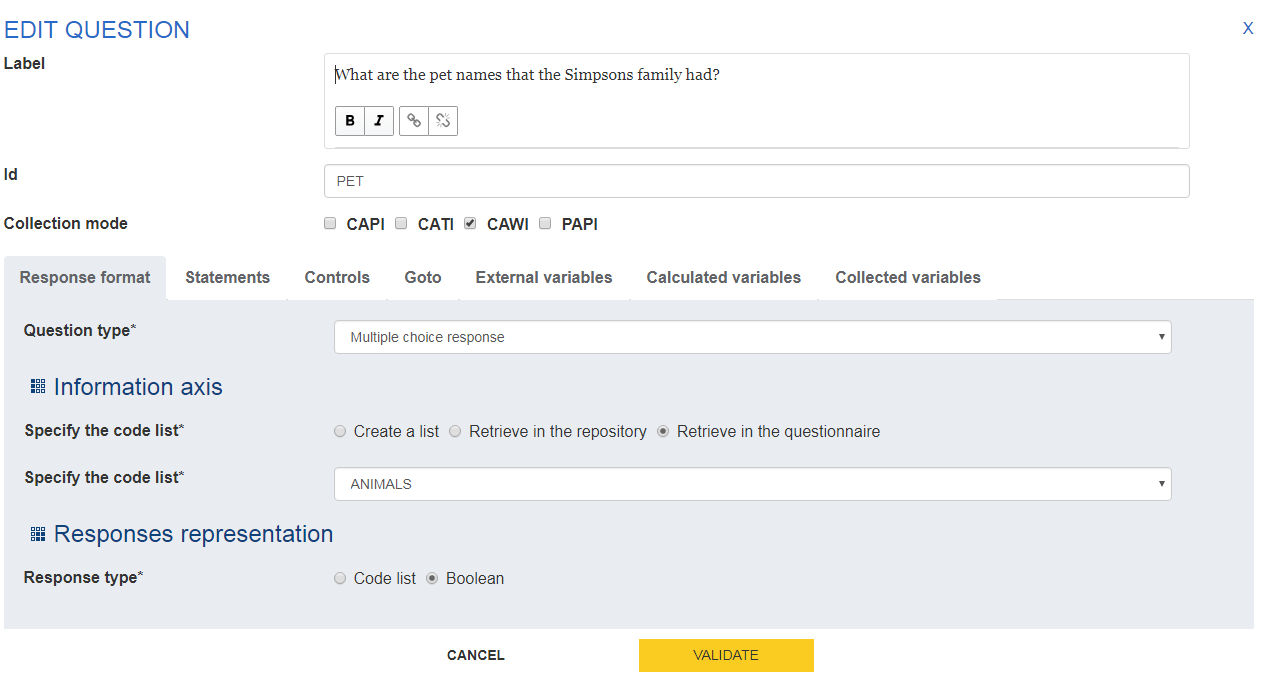 EDIT QUESTION X
Label
What are the pet names that the Simpsons family had?
B I
Id PET
Collection mode CAPI CATI CAWI PAPI
Response format Statements Controls Goto External variables Calculated variables Collected variables
Question type* Multiple choice response
Information axis
Specify the code list* Create a list Retrieve in the repository Retrieve in the questionnaire
Specify the code list* ANIMALS
Responses representation
Response type* Code list Boolean
CANCEL VALIDATE